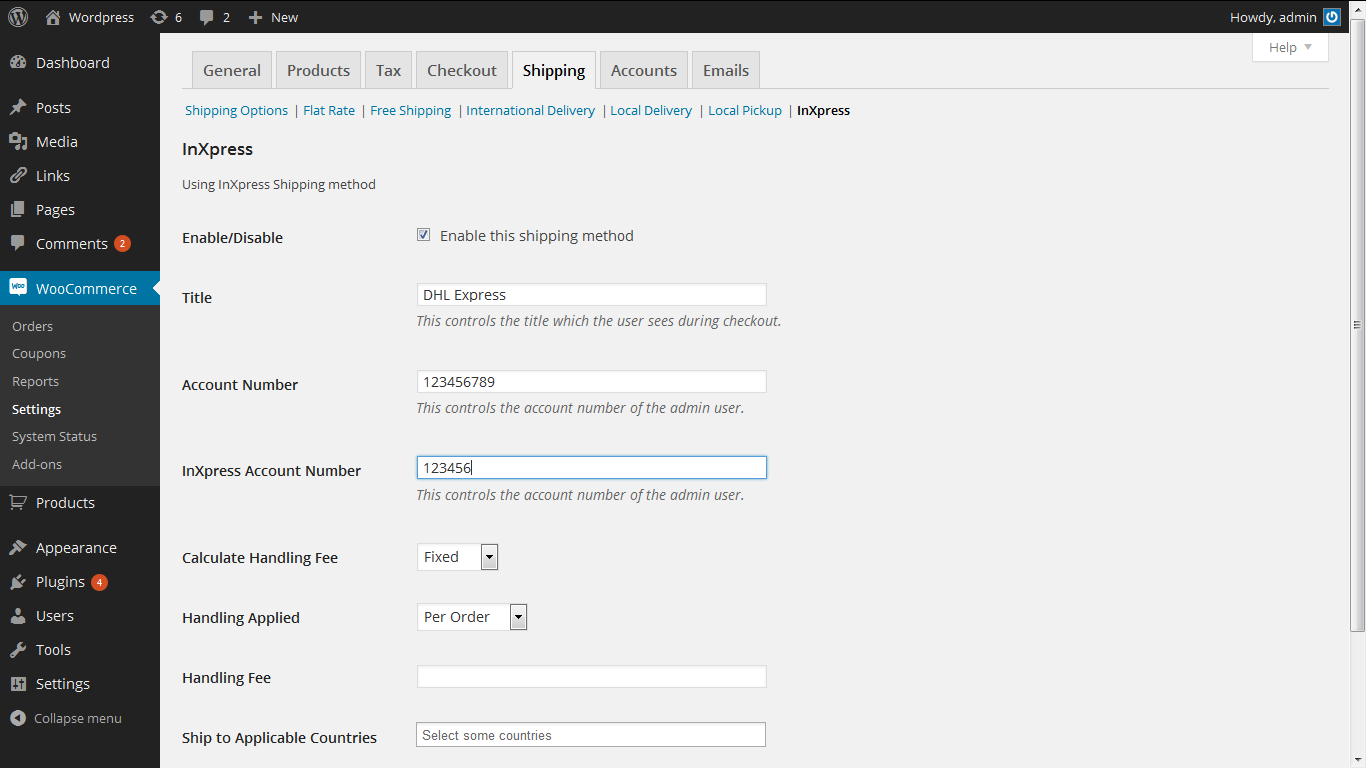 Wordpress 6 2 New Howdy, admin
Help
General Products Tax Checkout Shipping Accounts Emails
Shipping Options | Flat Rate | Free Shipping | International Delivery | Local Delivery | Local Pickup | InXpress
Dashboard
Posts
Media
Links
Pages
Comments 2
WooCommerce
Orders
Coupons
Reports
Settings
System Status
Add-ons
Products
Appearance
Plugins 4
Users
Tools
Settings
Collapse menu
InXpress
Using InXpress Shipping method
Enable/Disable Enable this shipping method
Title DHL Express
This controls the title which the user sees during checkout.
Account Number 123456789
This controls the account number of the admin user.
InXpress Account Number 123456
This controls the account number of the admin user.
Calculate Handling Fee Fixed
Handling Applied Per Order
Handling Fee
Ship to Applicable Countries Select some countries